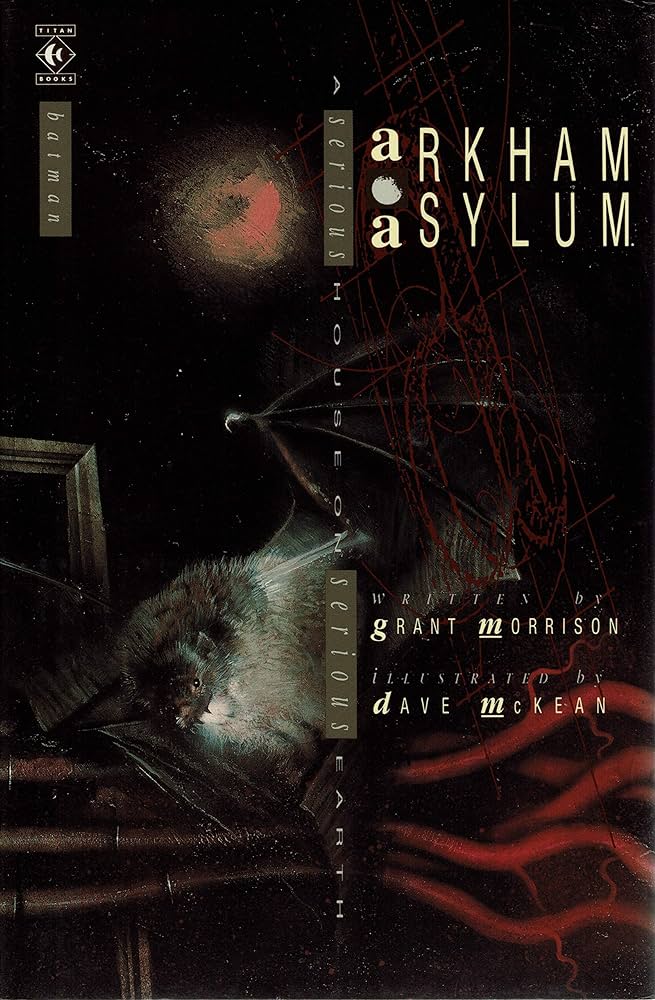 TITAN
BOOKS
batman
A serious HOUSE ON serious EARTH
aRKHAM
aSYLUM
WRITTEN by
gRANT mORRISON
ILLUSTRATED by
dAVE mcKEAN